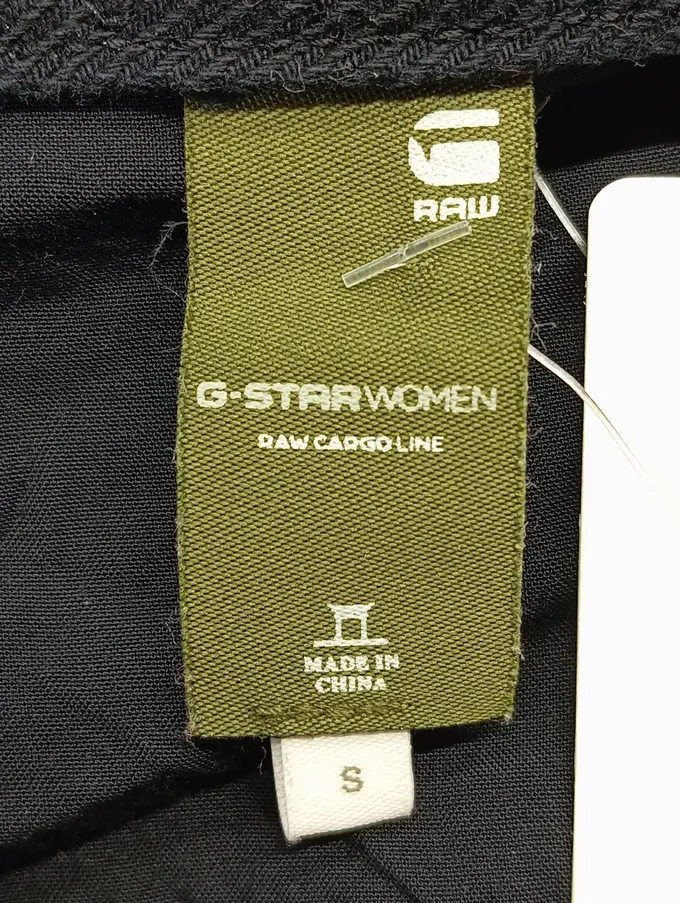 RAW
G-STAR WOMEN
RAW CARGO LINE
MADE IN
CHINA
S